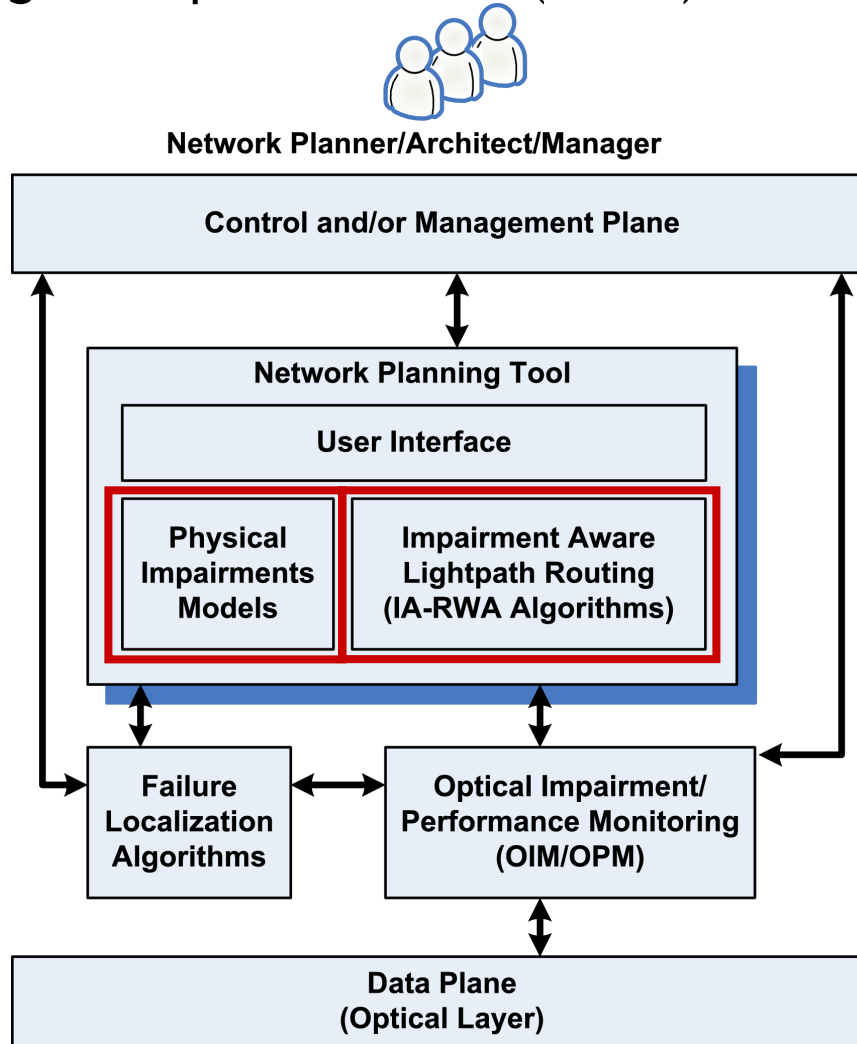 Network Planner/Architect/Manager
Control and/or Management Plane
Network Planning Tool
User Interface
Physical
Impairments
Models
Impairment Aware
Lightpath Routing
(IA-RWA Algorithms)
Failure
Localization
Algorithms
Optical Impairment/
Performance Monitoring
(OIM/OPM)
Data Plane
(Optical Layer)